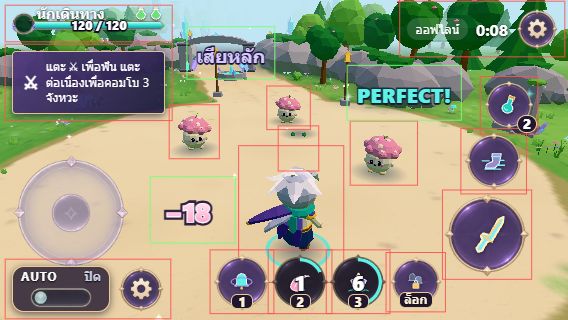 นักเดินทาง
120 / 120
ออฟไลน์
0:08
แตะ เพื่อฟัน แตะ
ต่อเนื่องเพื่อคอมโบ 3
จังหวะ
เสียหลัก
PERFECT!
2
-18
AUTO ปิด
1
1
2
6
3
ล็อก